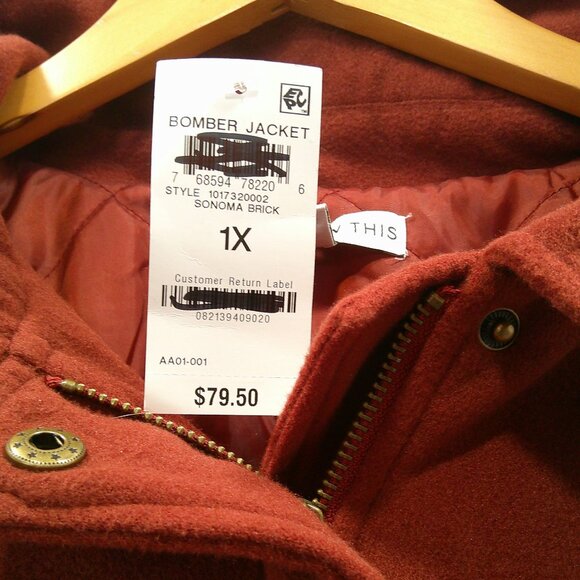 BOMBER JACKET
7 68594 78220 6
STYLE 1017320002
SONOMA BRICK
1X
THIS
Customer Return Label
082139409020
AA01-001
$79.50